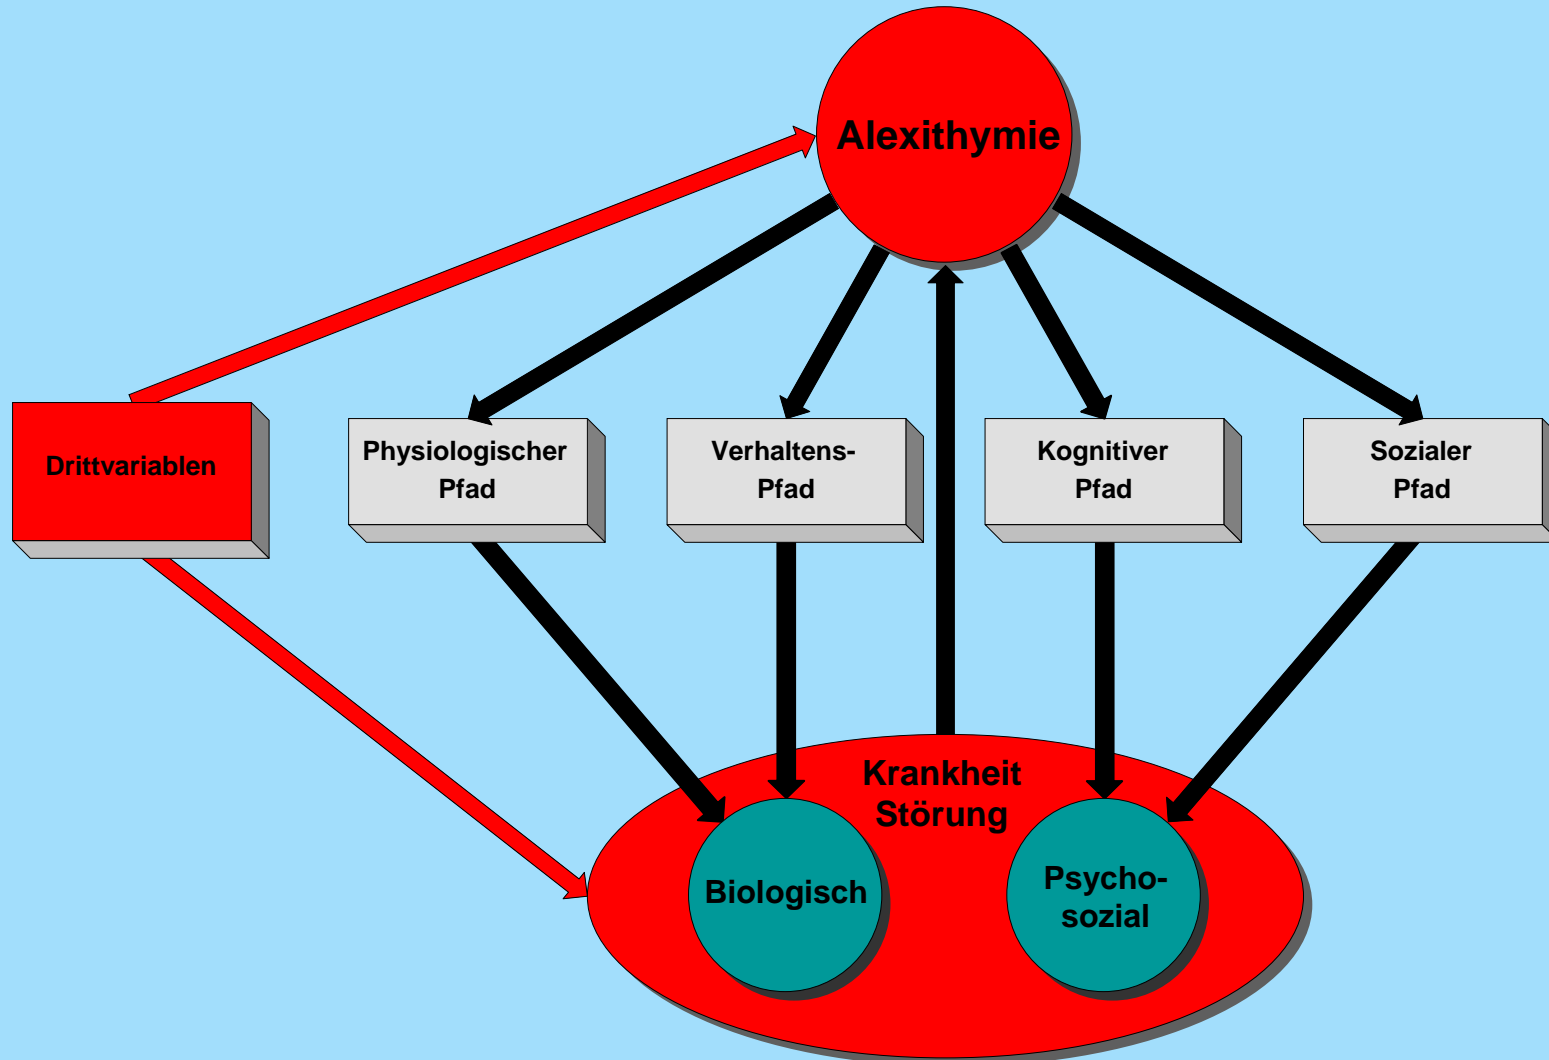 Alexithymie
Drittvariablen
Physiologischer
Pfad
Verhaltens-
Pfad
Kognitiver
Pfad
Sozialer
Pfad
Krankheit
Störung
Biologisch
Psycho-
sozial